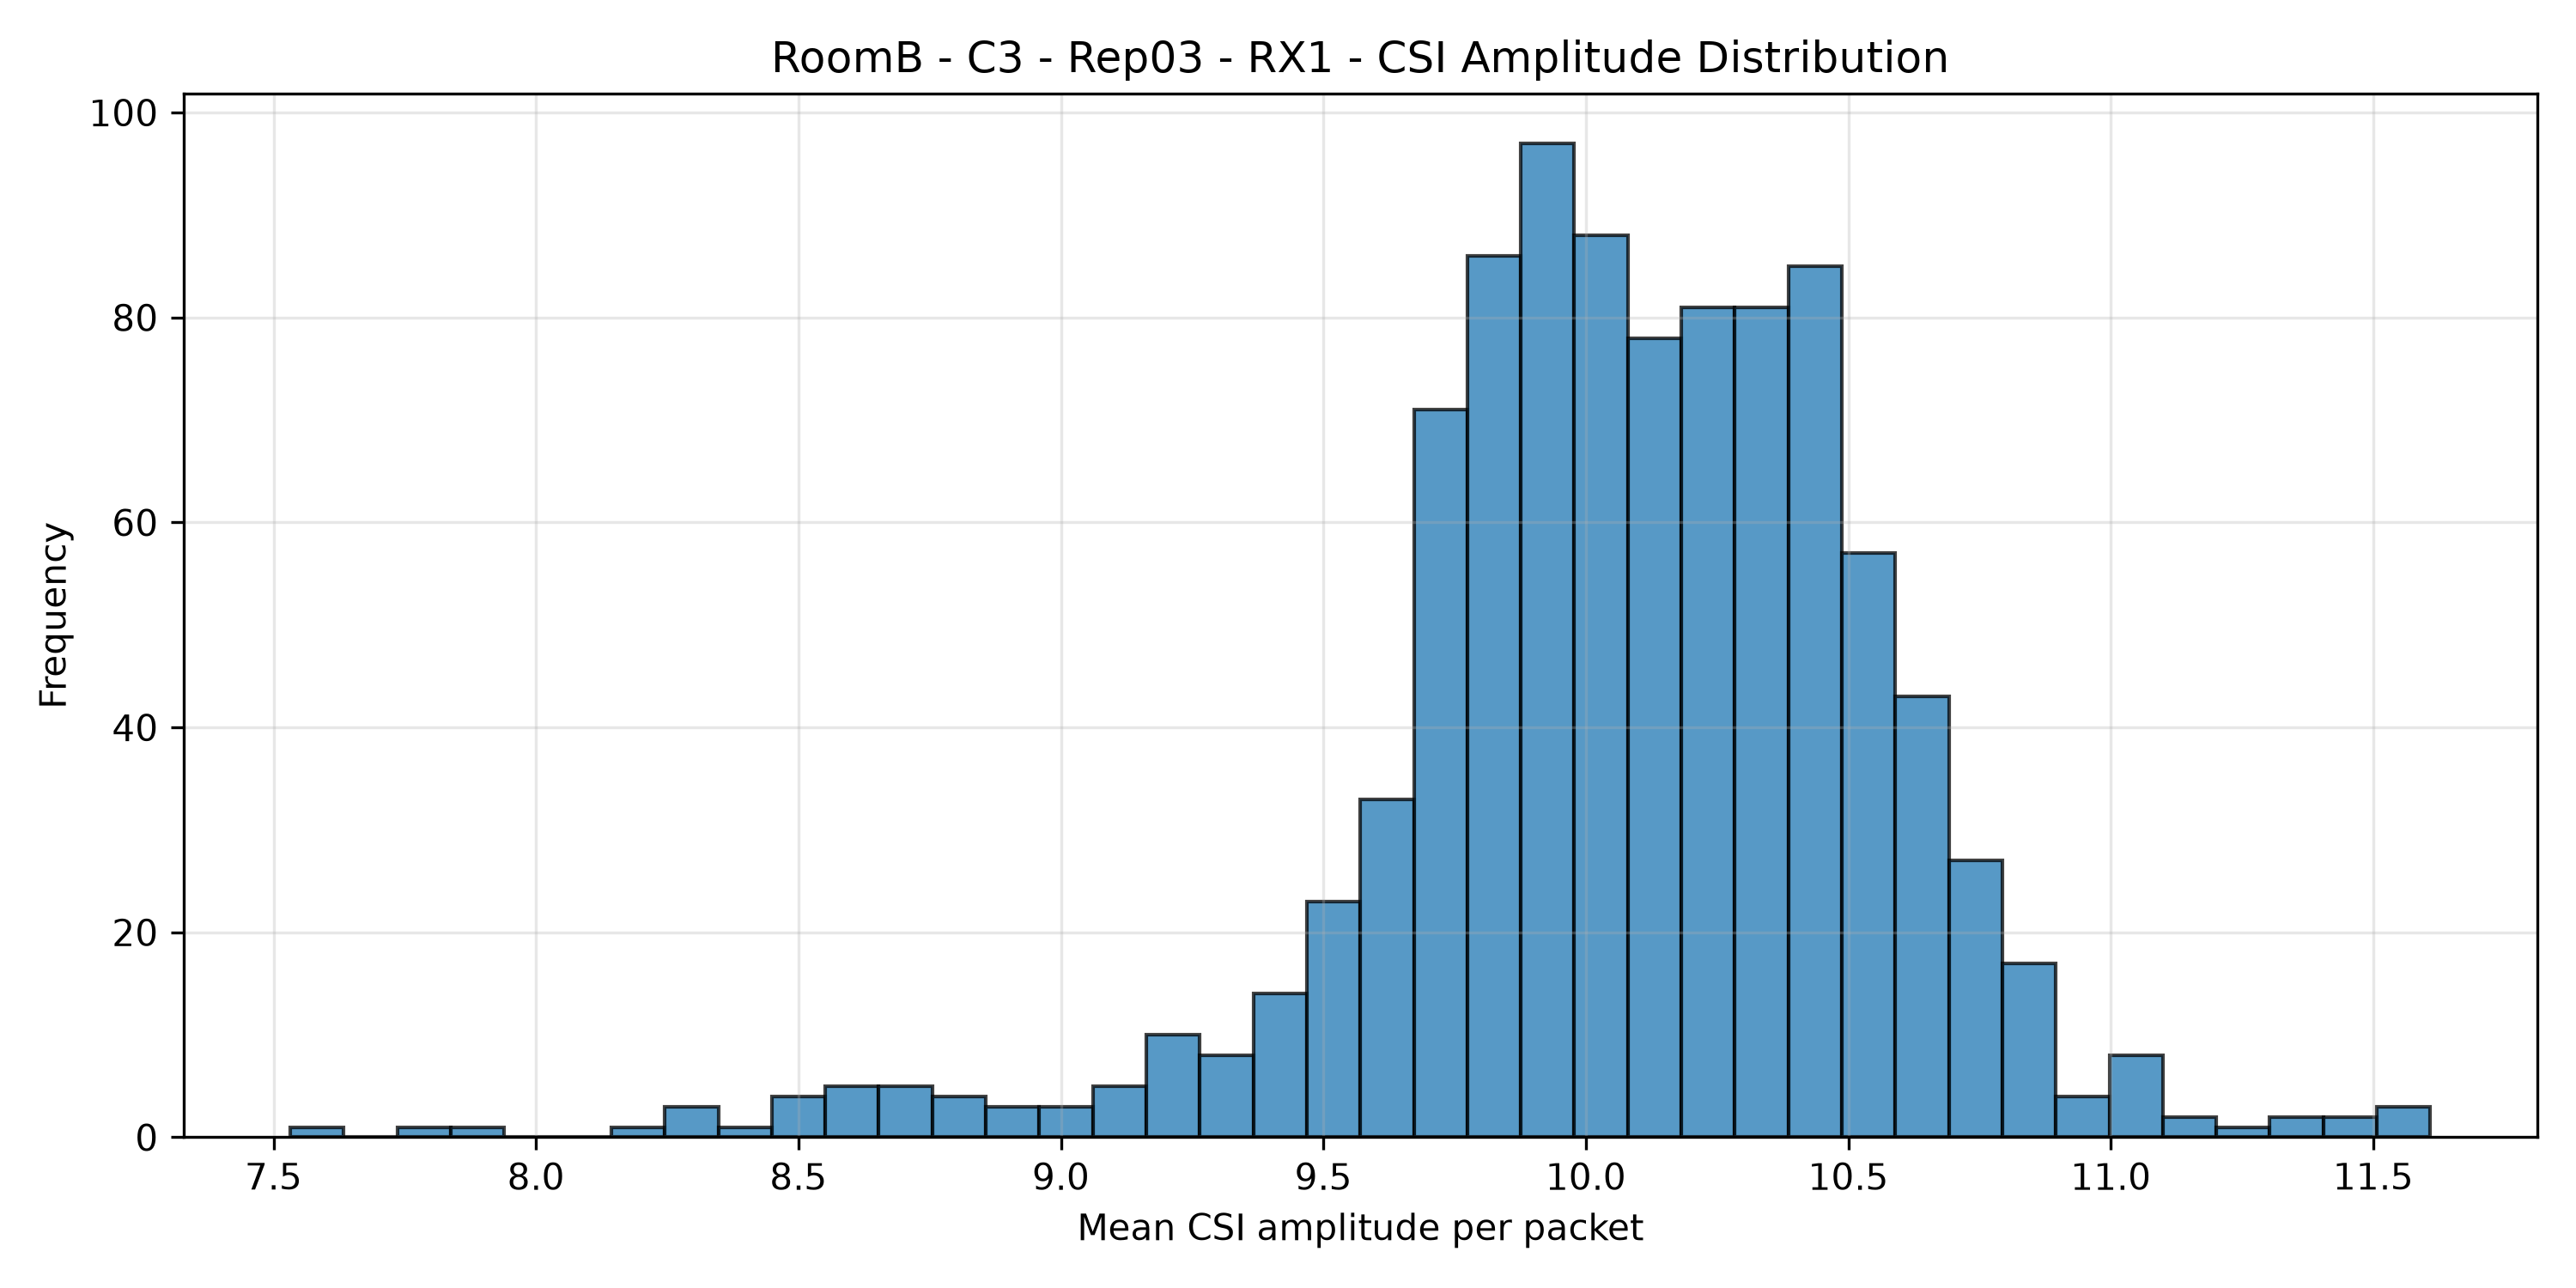 RoomB - C3 - Rep03 - RX1 - CSI Amplitude Distribution
100
80
60
40
20
0
Frequency
7.5 8.0 8.5 9.0 9.5 10.0 10.5 11.0 11.5
Mean CSI amplitude per packet